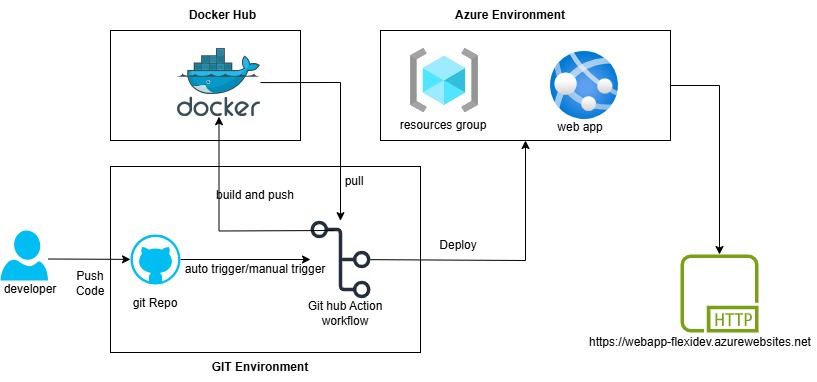 Docker Hub
Azure Environment
docker
resources group
web app
build and push
pull
developer
Push
Code
git Repo
auto trigger/manual trigger
Git hub Action
workflow
Deploy
GIT Environment
HTTP
https://webapp-flexidev.azurewebsites.net